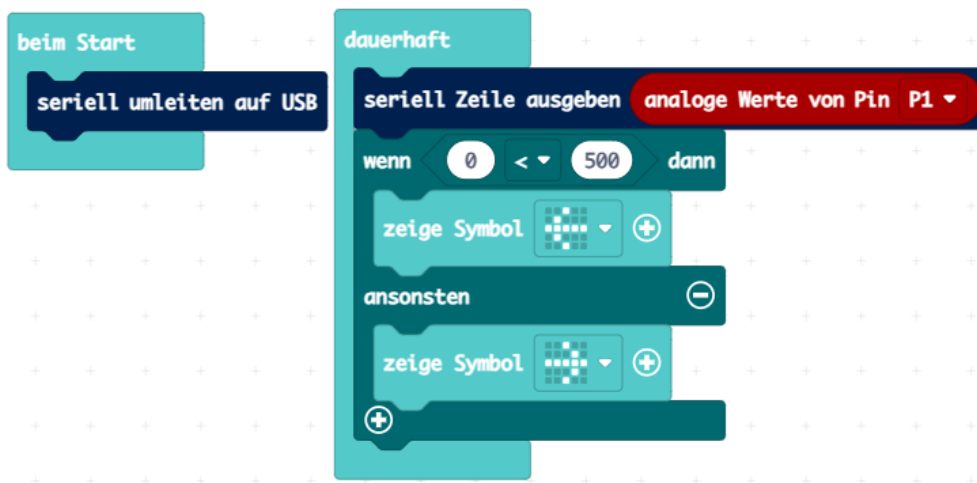 beim Start
seriell umleiten auf USB
dauerhaft
seriell Zeile ausgeben analoge Werte von Pin P1
wenn 0 < 500 dann
zeige Symbol
ansonsten
zeige Symbol